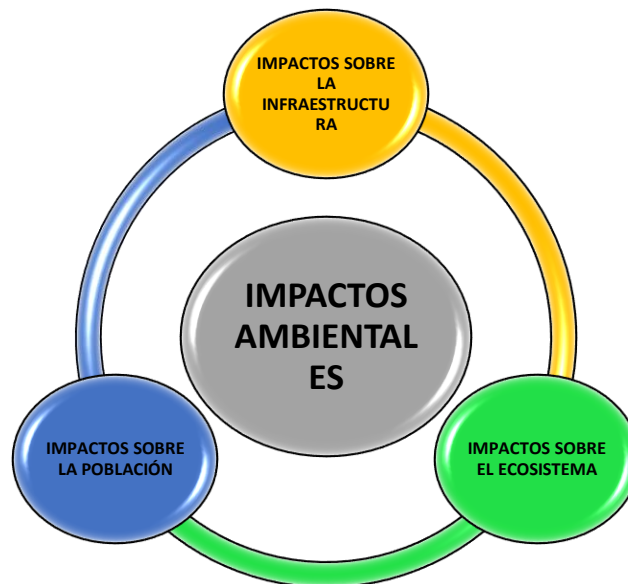 IMPACTOS SOBRE
LA
INFRAESTRUCTU
RA
IMPACTOS
AMBIENTAL
ES
IMPACTOS SOBRE
LA POBLACIÓN
IMPACTOS SOBRE
EL ECOSISTEMA